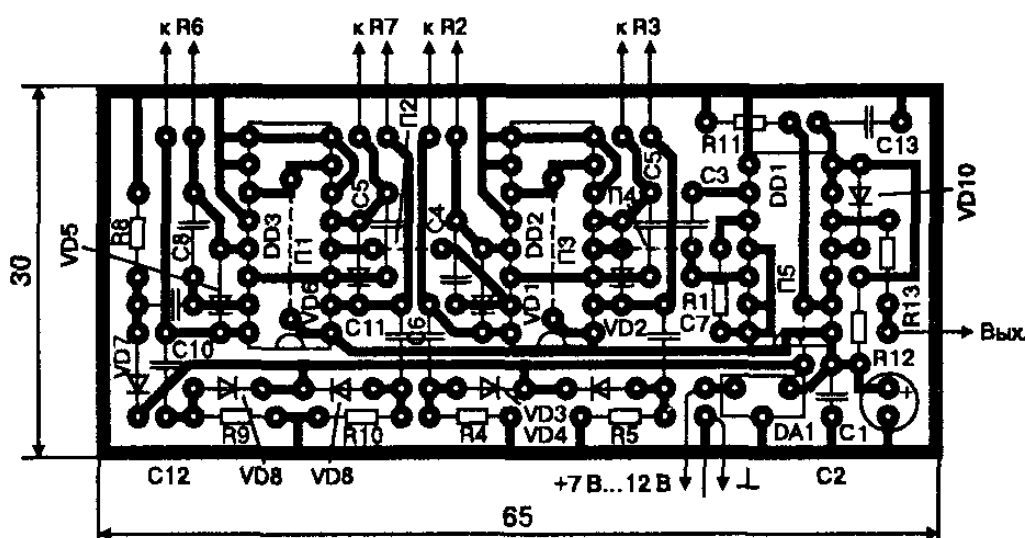 к R6
к R7
к R2
к R3
П2
R11
C13
C5
C5
C3
DD1
П4
VD10
R8
C8
DD3
П1
C4
DD2
П3
VD5
30
VD6
VD1
R1
П5
R13
C11
C6
VD2
C7
C10
Вых.
VD7
R12
+
VD3
R9
R10
R4
VD4
R5
DA1
C1
C12
VD8
VD8
+7 В...12 В
⊥
C2
65